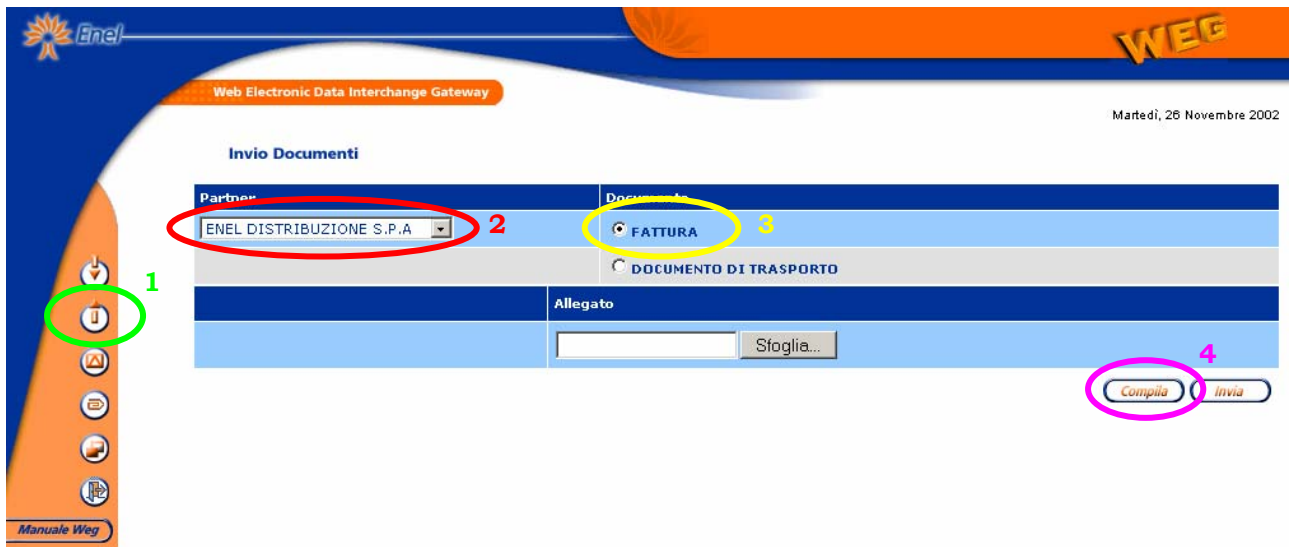 Enel
WEG
Web Electronic Data Interchange Gateway
Martedì, 26 Novembre 2002
Invio Documenti
Partner Documento
ENEL DISTRIBUZIONE S.P.A 2 FATTURA 3
DOCUMENTO DI TRASPORTO
1
Allegato
Sfoglia...
4
Compila Invia
Manuale Weg